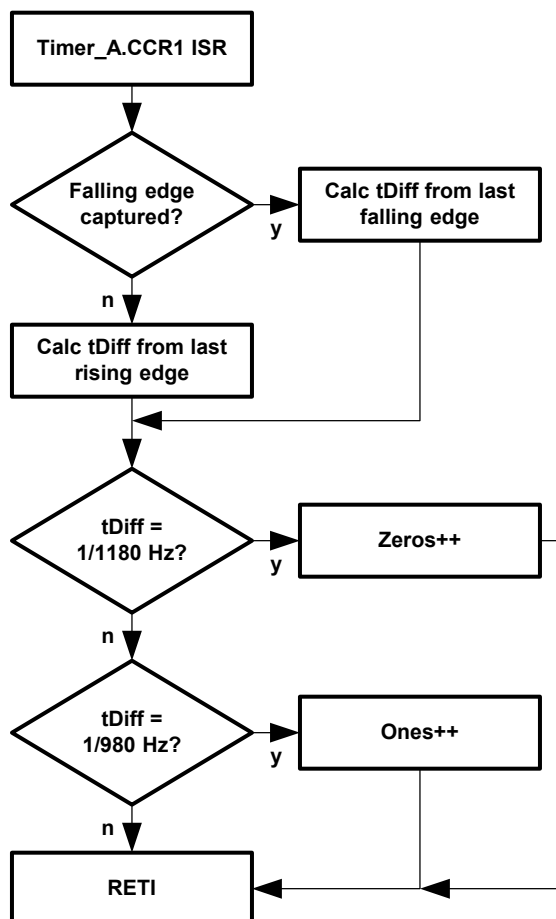 Timer_A.CCR1 ISR
Falling edge
captured?
y
Calc tDiff from last
falling edge
n
Calc tDiff from last
rising edge
tDiff =
1/1180 Hz?
y
Zeros++
n
tDiff =
1/980 Hz?
y
Ones++
n
RETI